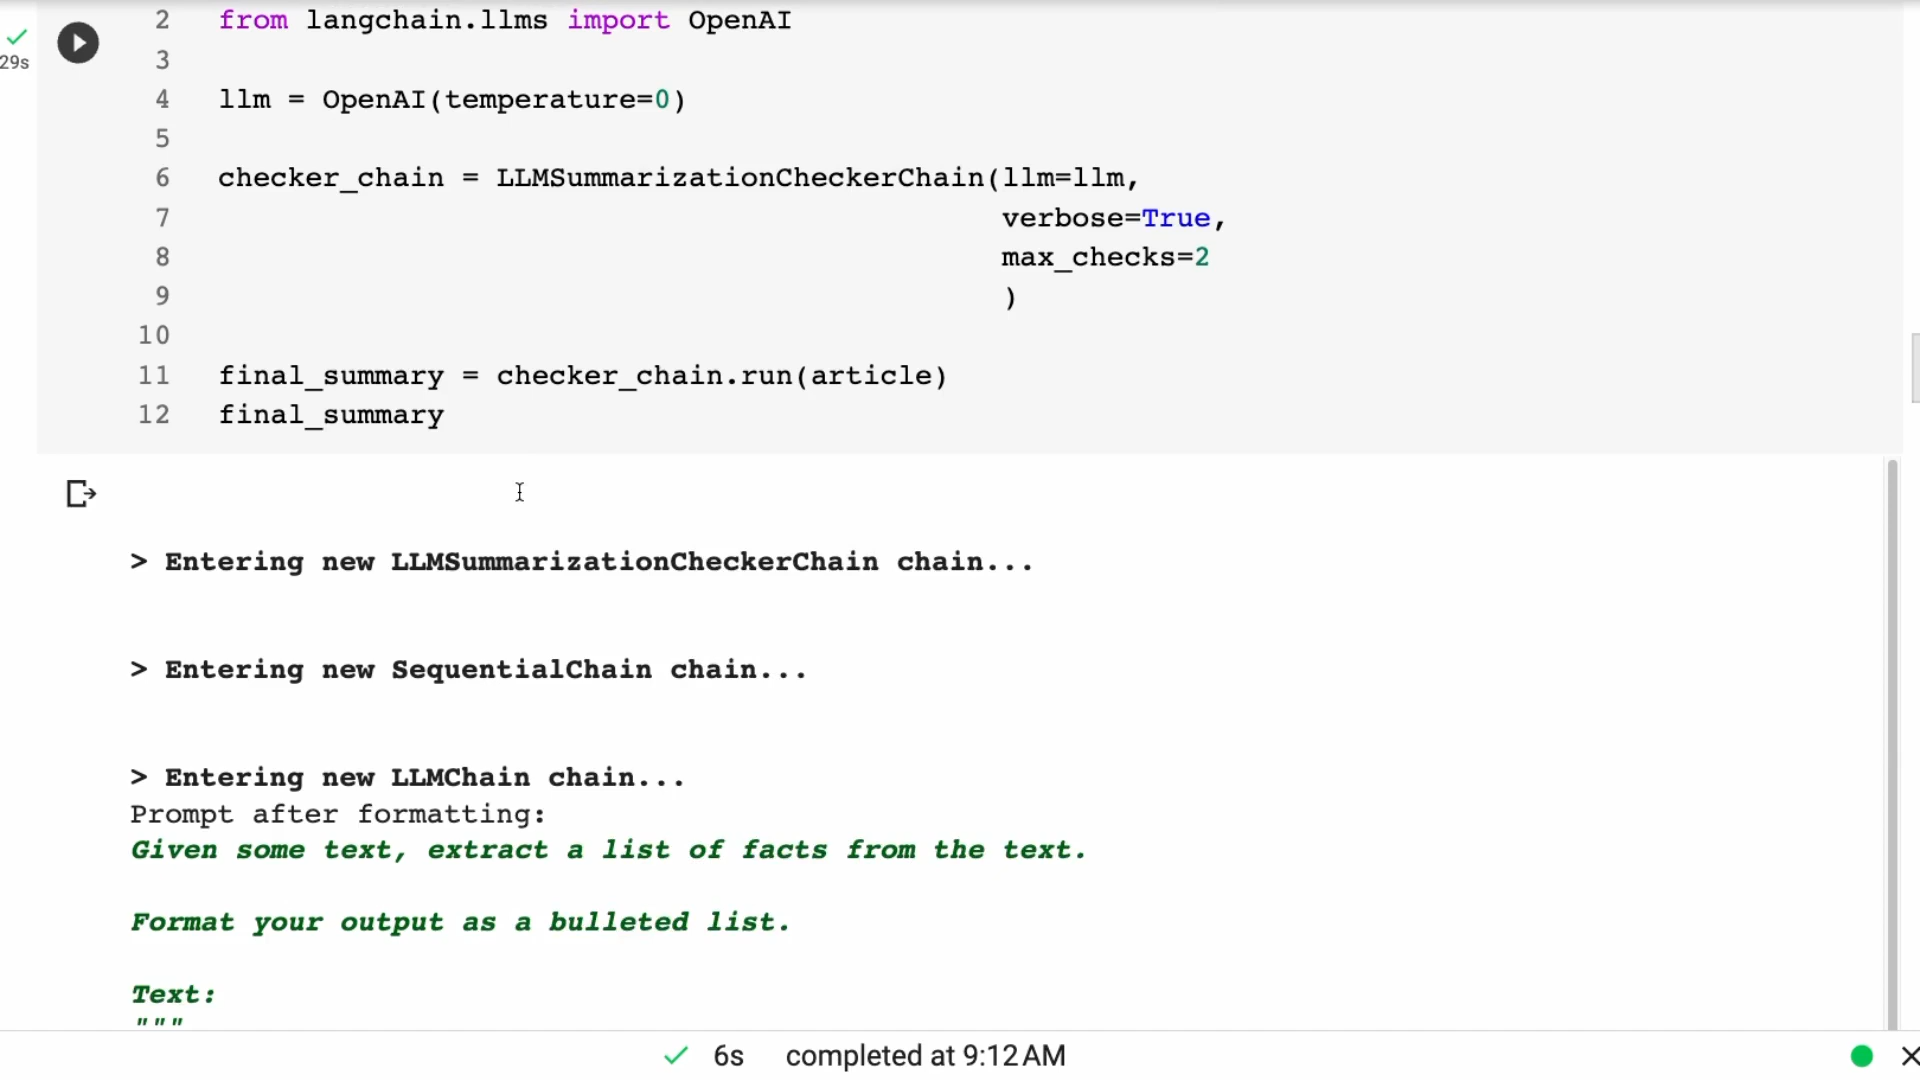 2 from langchain.llms import OpenAI
29s
3
4 llm = OpenAI(temperature=0)
5
6 checker_chain = LLMSummarizationCheckerChain(llm=llm,
7 verbose=True,
8 max_checks=2
9 )
10
11 final_summary = checker_chain.run(article)
12 final_summary
> Entering new LLMSummarizationCheckerChain chain...
> Entering new SequentialChain chain...
> Entering new LLMChain chain...
Prompt after formatting:
Given some text, extract a list of facts from the text.
Format your output as a bulleted list.
Text:
"""
6s completed at 9:12 AM